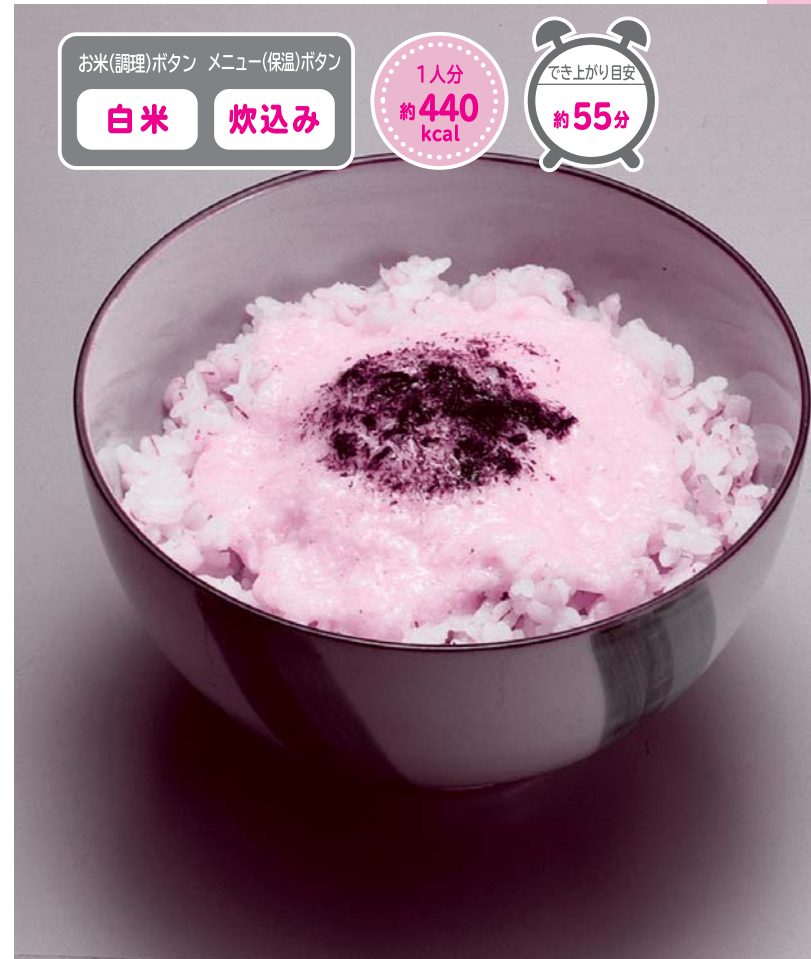 お米(調理)ボタン メニュー(保温)ボタン
白米 炊込み
1人分
約440
kcal
でき上がり目安
約55分